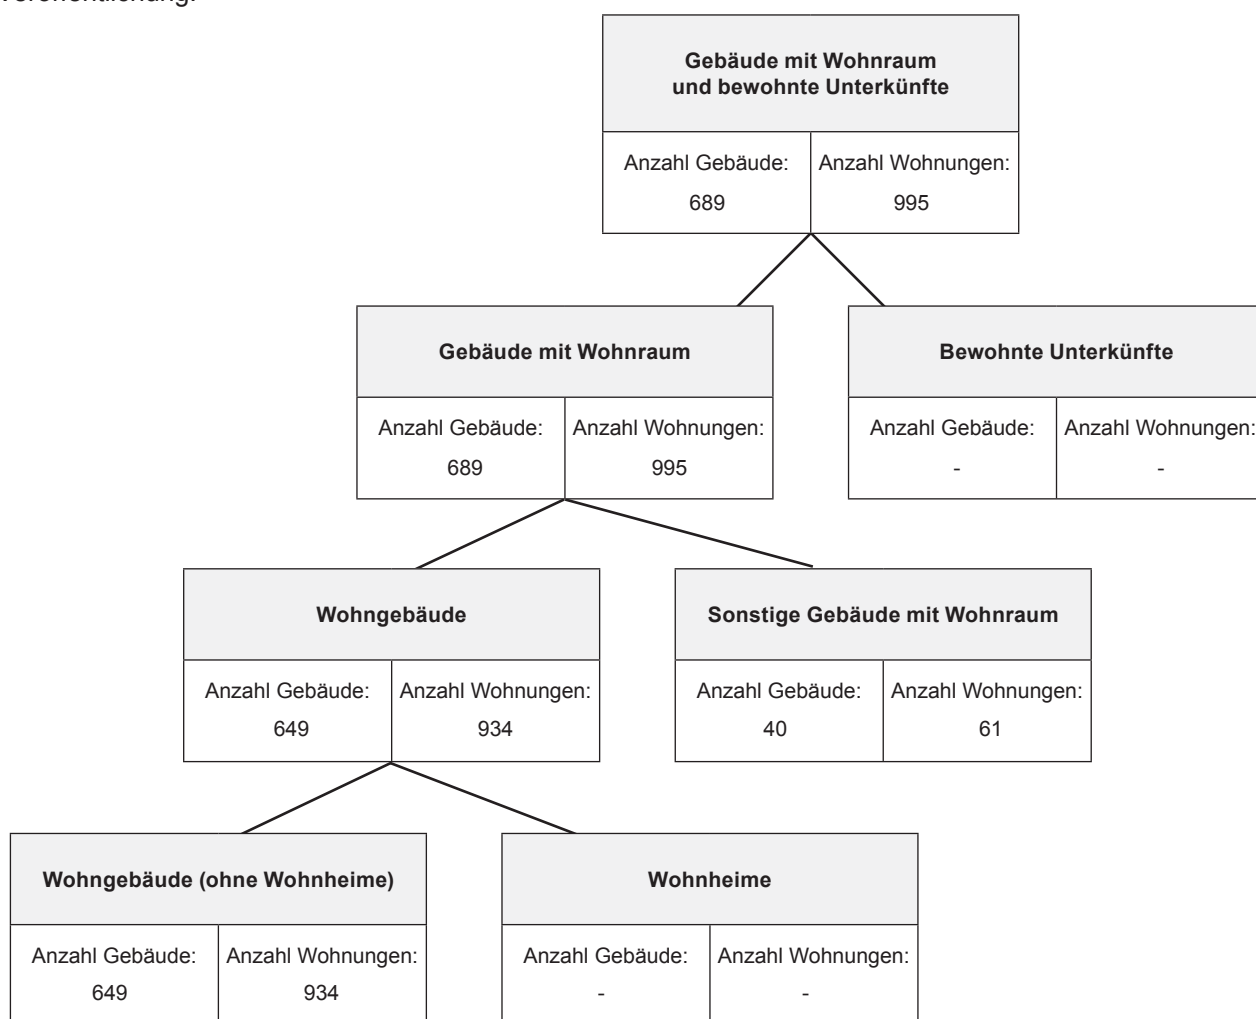 Veröffentlichung.
Gebäude mit Wohnraum
und bewohnte Unterkünfte
Anzahl Gebäude: Anzahl Wohnungen:
689 995
Gebäude mit Wohnraum Bewohnte Unterkünfte
Anzahl Gebäude: Anzahl Wohnungen: Anzahl Gebäude: Anzahl Wohnungen:
689 995 - -
Wohngebäude Sonstige Gebäude mit Wohnraum
Anzahl Gebäude: Anzahl Wohnungen: Anzahl Gebäude: Anzahl Wohnungen:
649 934 40 61
Wohngebäude (ohne Wohnheime) Wohnheime
Anzahl Gebäude: Anzahl Wohnungen: Anzahl Gebäude: Anzahl Wohnungen:
649 934 - -